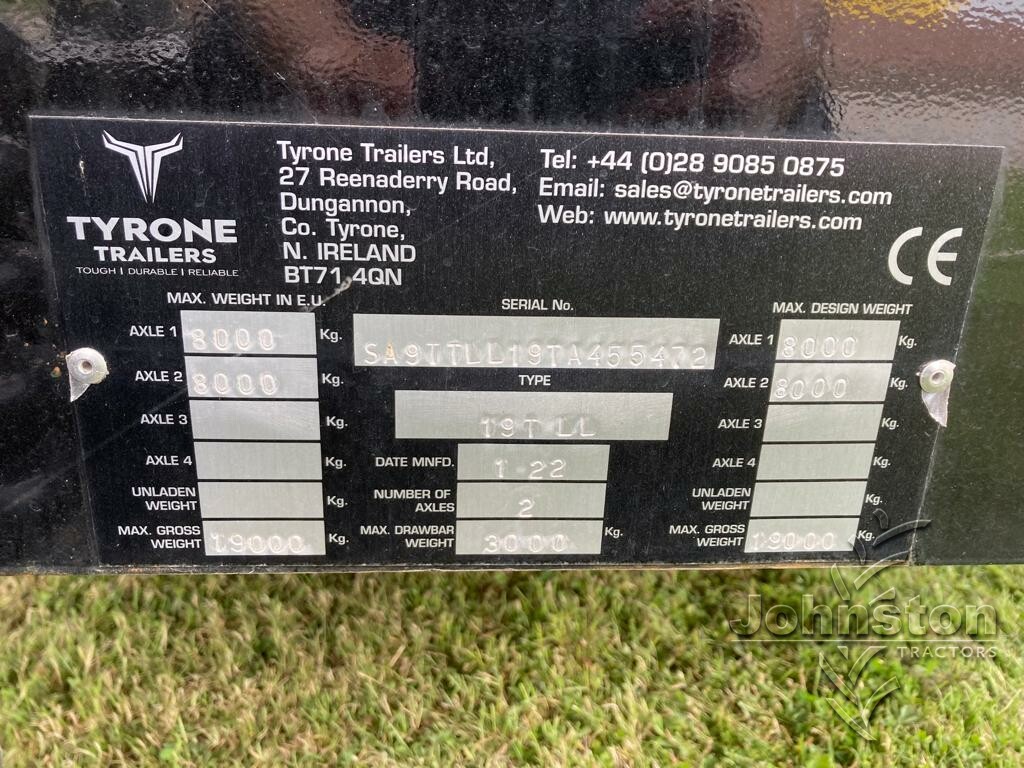 TYRONE
TRAILERS
TOUGH | DURABLE | RELIABLE
Tyrone Trailers Ltd,
27 Reenaderry Road,
Dungannon,
Co. Tyrone,
N. IRELAND
BT71 4QN
Tel: +44 (0)28 9085 0875
Email: sales@tyronetrailers.com
Web: www.tyronetrailers.com
CE
MAX. WEIGHT IN E.U.
AXLE 1 8000 Kg.
AXLE 2 8000 Kg.
AXLE 3 Kg.
AXLE 4 Kg.
UNLADEN WEIGHT Kg.
MAX. GROSS WEIGHT 19000 Kg.
SERIAL No.
SA9TTLL19TA455472
TYPE
19T LL
DATE MNFD. 1-22
NUMBER OF AXLES 2
MAX. DRAWBAR WEIGHT 3000 Kg.
MAX. DESIGN WEIGHT
AXLE 1 8000 Kg.
AXLE 2 8000 Kg.
AXLE 3 Kg.
AXLE 4 Kg.
UNLADEN WEIGHT Kg.
MAX. GROSS WEIGHT 19000 Kg.
Johnston
TRACTORS